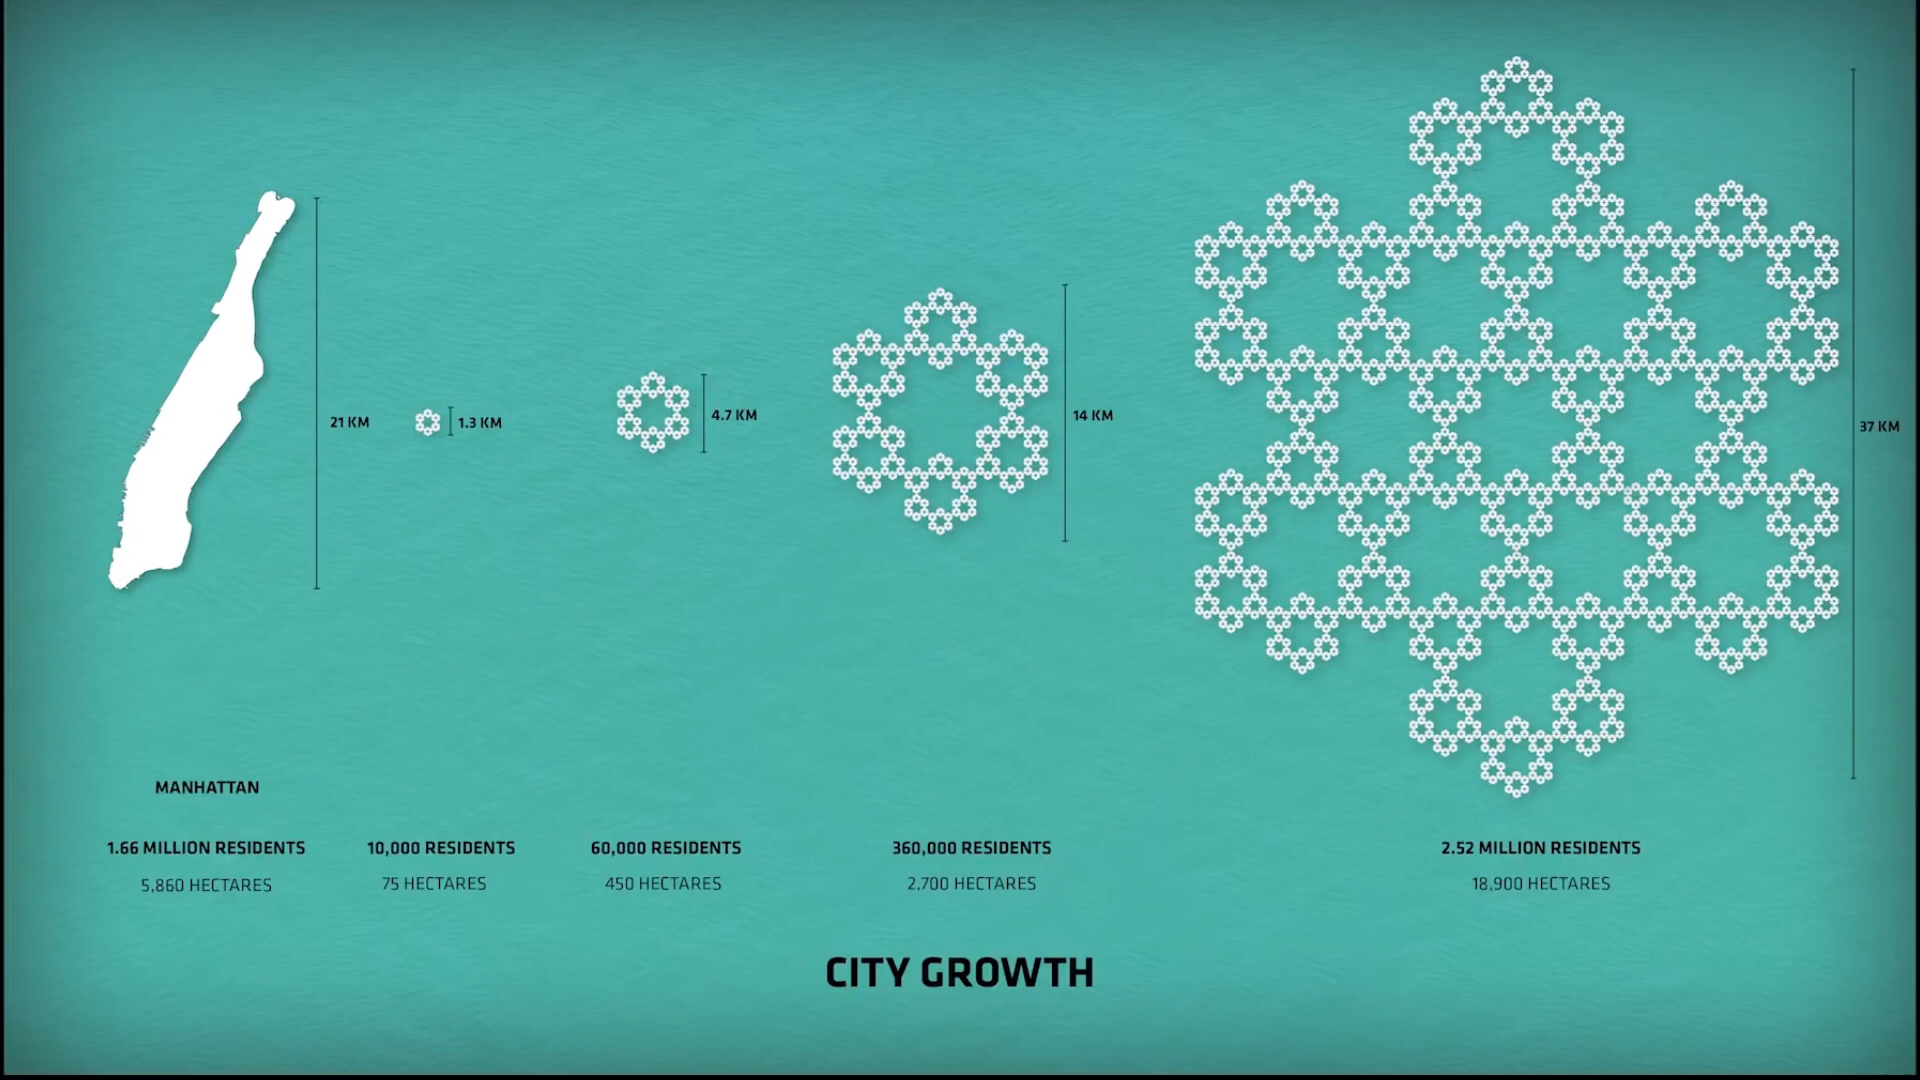 21 KM
1.3 KM
4.7 KM
14 KM
37 KM
MANHATTAN
1.66 MILLION RESIDENTS
5,860 HECTARES
10,000 RESIDENTS
75 HECTARES
60,000 RESIDENTS
450 HECTARES
360,000 RESIDENTS
2,700 HECTARES
2.52 MILLION RESIDENTS
18,900 HECTARES
CITY GROWTH